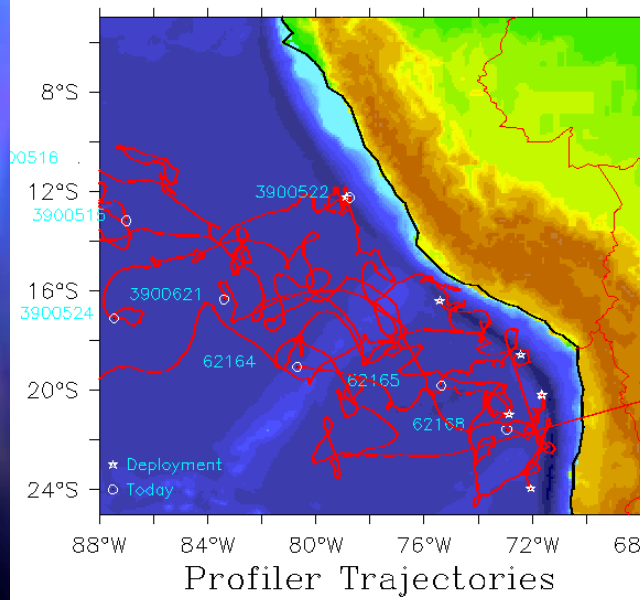 8°S
00516
12°S
3900522
3900515
16°S
3900621
3900524
62164
62165
20°S
62168
Deployment
Today
24°S
88°W 84°W 80°W 76°W 72°W 68
Profiler Trajectories